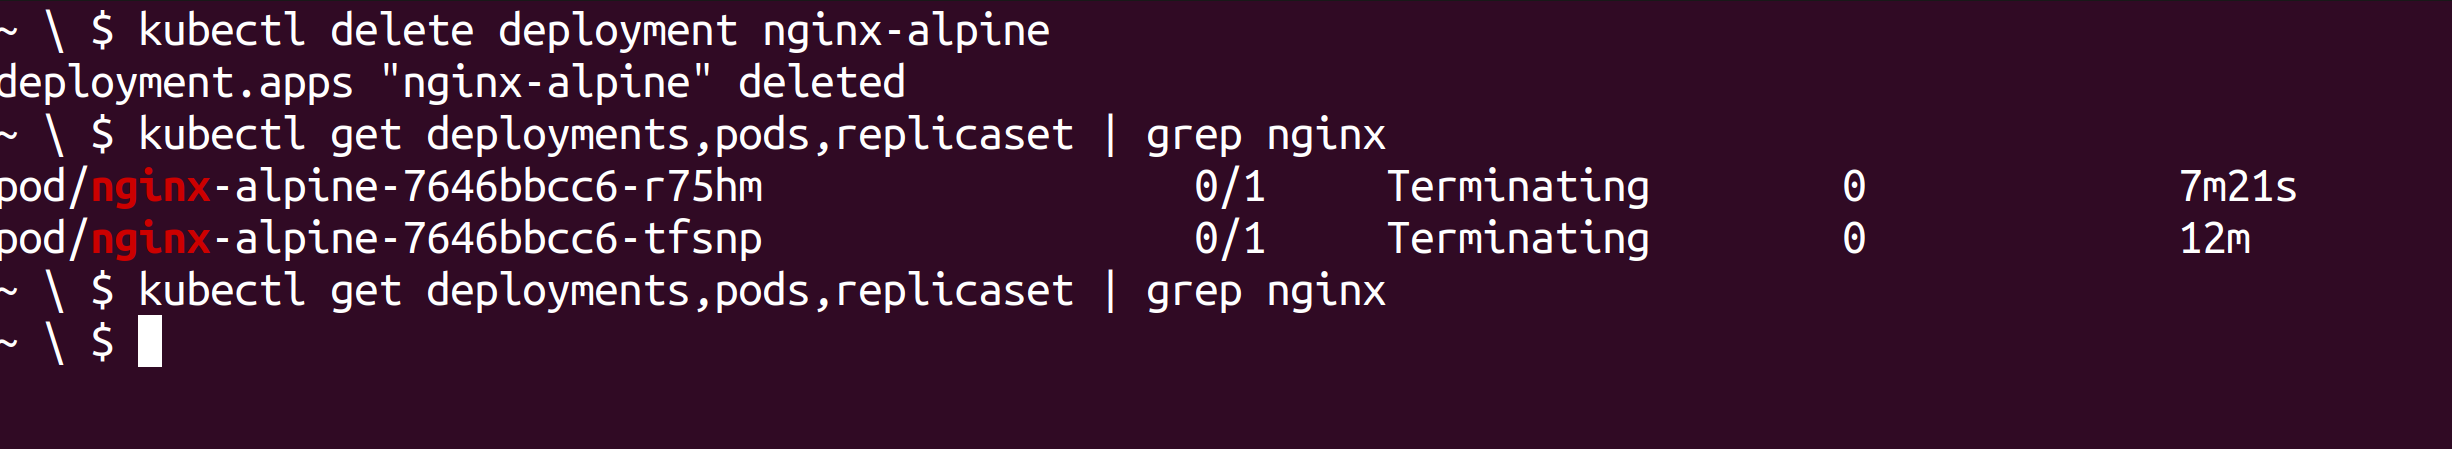 ~ \ $ kubectl delete deployment nginx-alpine
deployment.apps "nginx-alpine" deleted
~ \ $ kubectl get deployments,pods,replicaset | grep nginx
pod/nginx-alpine-7646bbcc6-r75hm 0/1 Terminating 0 7m21s
pod/nginx-alpine-7646bbcc6-tfsnp 0/1 Terminating 0 12m
~ \ $ kubectl get deployments,pods,replicaset | grep nginx
~ \ $